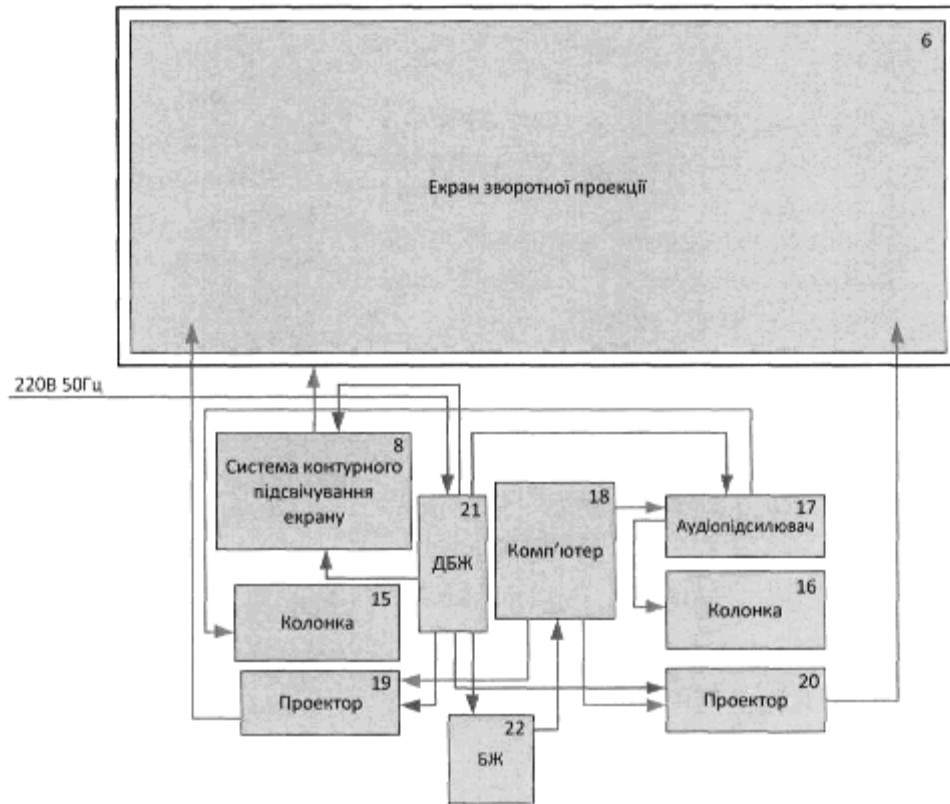 6
Екран зворотної проекції
220В 50Гц
8
Система контурного
підсвічування
екрану
21
ДБЖ
18
Комп'ютер
17
Аудіопідсилювач
15
Колонка
16
Колонка
19
Проектор
20
Проектор
22
БЖ